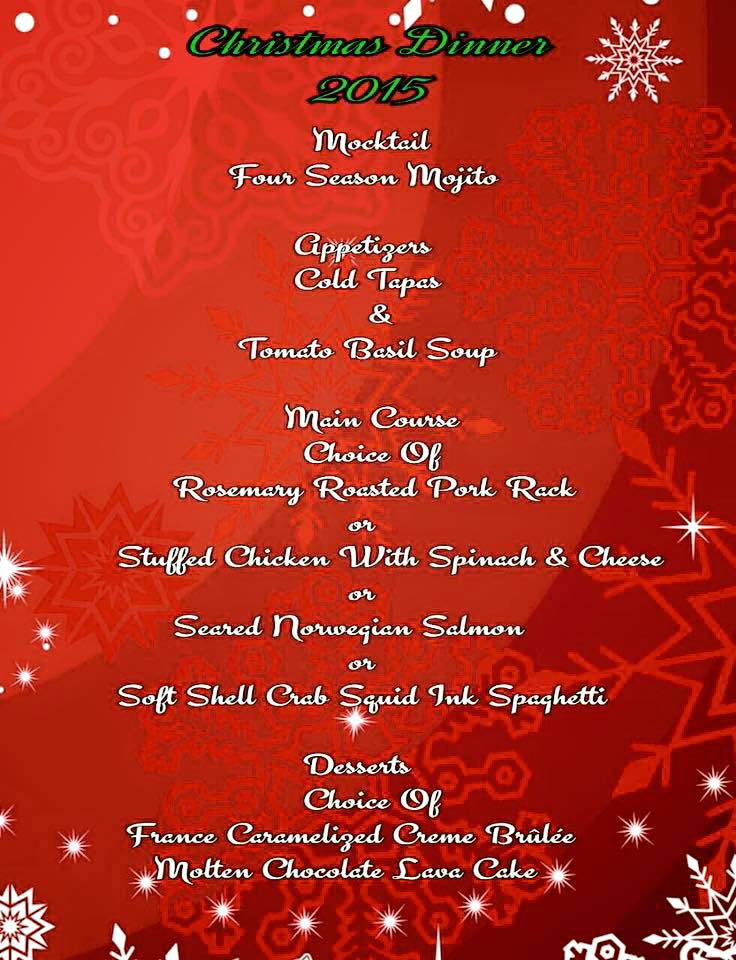 Christmas Dinner
2015
Mocktail
Four Season Mojito
Appetizers
Cold Tapas
&
Tomato Basil Soup
Main Course
Choice Of
Rosemary Roasted Pork Rack
or
Stuffed Chicken With Spinach & Cheese
or
Seared Norwegian Salmon
or
Soft Shell Crab Squid Ink Spaghetti
Desserts
Choice Of
France Caramelized Creme Brûlée
Molten Chocolate Lava Cake